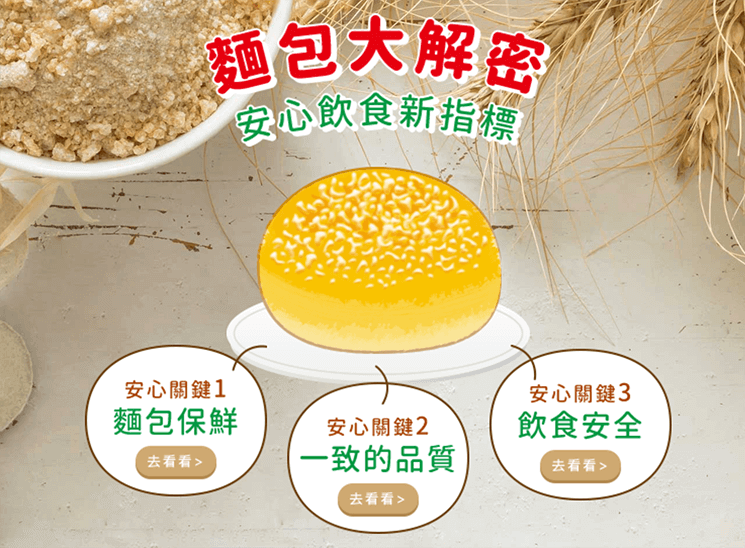 麵包大解密
安心飲食新指標
安心關鍵1
麵包保鮮
去看看>
安心關鍵2
一致的品質
去看看>
安心關鍵3
飲食安全
去看看>